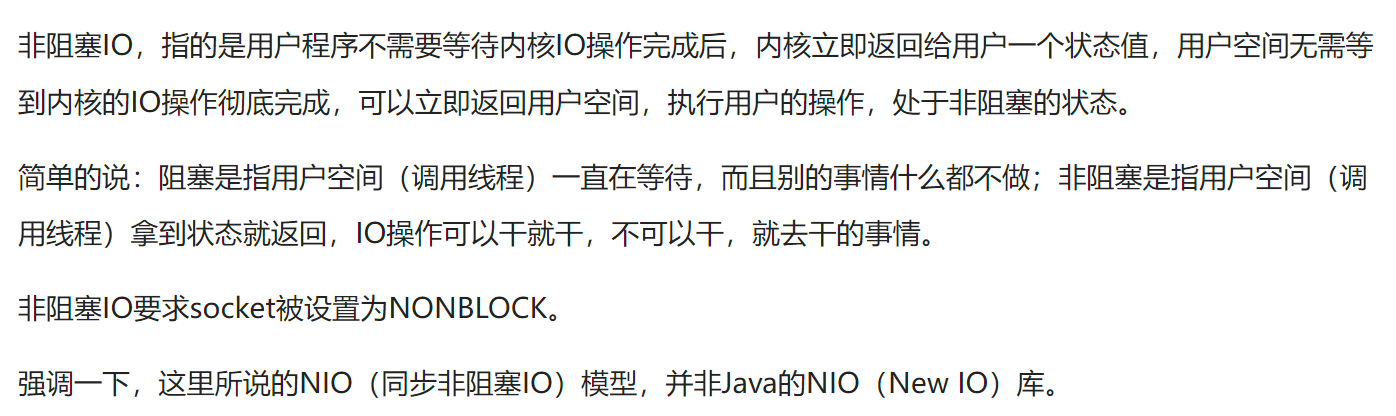 非阻塞IO，指的是用户程序不需要等待内核IO操作完成后，内核立即返回给用户一个状态值，用户空间无需等
到内核的IO操作彻底完成，可以立即返回用户空间，执行用户的操作，处于非阻塞的状态。
简单的说：阻塞是指用户空间（调用线程）一直在等待，而且别的事情什么都不做；非阻塞是指用户空间（调
用线程）拿到状态就返回，IO操作可以干就干，不可以干，就去干的事情。
非阻塞IO要求socket被设置为NONBLOCK。
强调一下，这里所说的NIO（同步非阻塞IO）模型，并非Java的NIO（New IO）库。